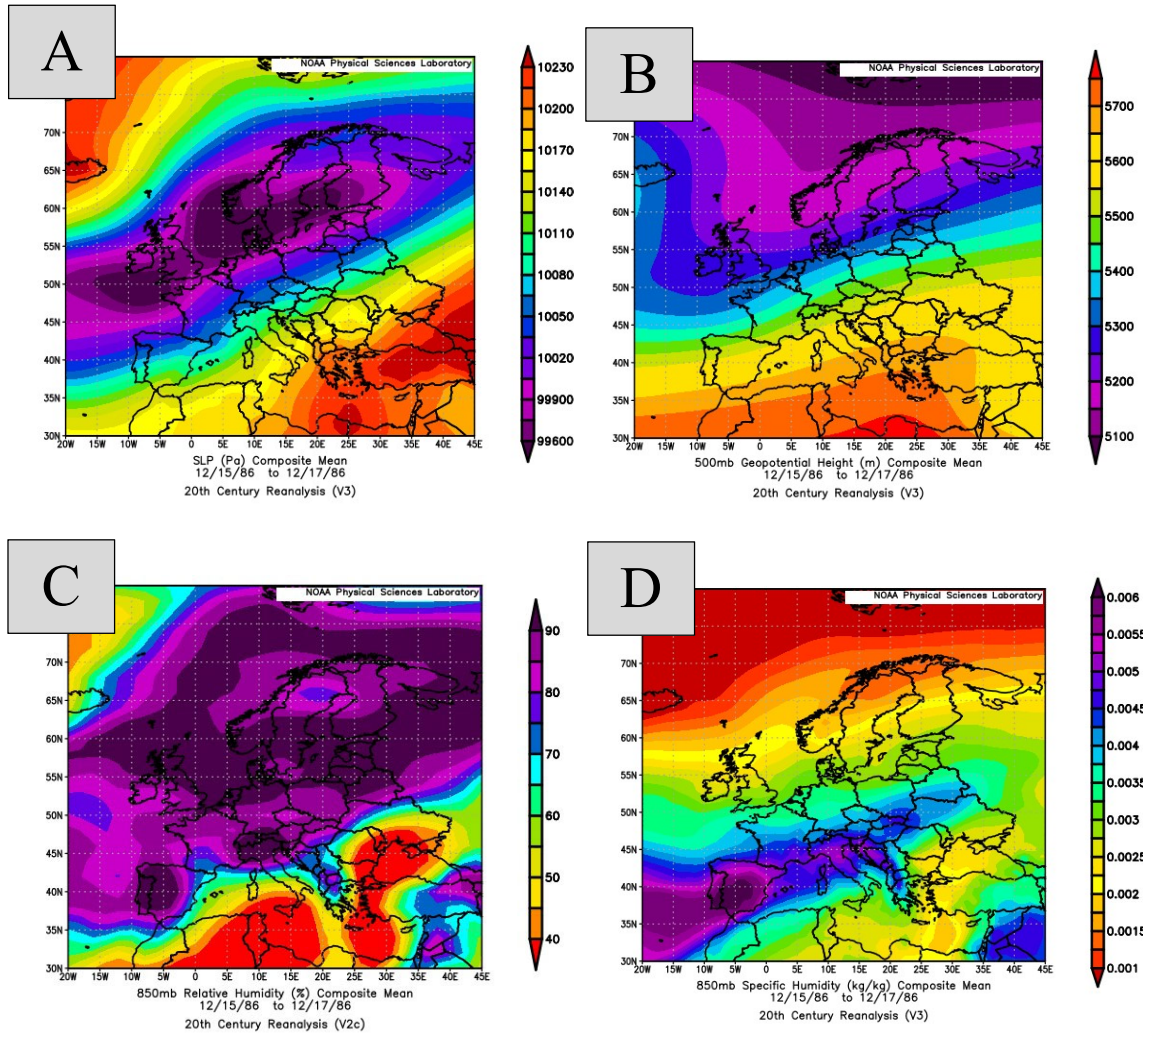 A
NOAA Physical Sciences Laboratory
70N
65N
60N
55N
50N
45N
40N
35N
30N
20W 15W 10W 5W 0 5E 10E 15E 20E 25E 30E 35E 40E 45E
10230
10200
10170
10140
10110
10080
10050
10020
99900
99600
SLP (Pa) Composite Mean
12/15/86 to 12/17/86
20th Century Reanalysis (V3)
B
NOAA Physical Sciences Laboratory
70N
65N
60N
55N
50N
45N
40N
35N
30N
20W 15W 10W 5W 0 5E 10E 15E 20E 25E 30E 35E 40E 45E
5700
5600
5500
5400
5300
5200
5100
500mb Geopotential Height (m) Composite Mean
12/15/86 to 12/17/86
20th Century Reanalysis (V3)
C
NOAA Physical Sciences Laboratory
70N
65N
60N
55N
50N
45N
40N
35N
30N
20W 15W 10W 5W 0 5E 10E 15E 20E 25E 30E 35E 40E 45E
90
80
70
60
50
40
850mb Relative Humidity (%) Composite Mean
12/15/86 to 12/17/86
20th Century Reanalysis (V2c)
D
NOAA Physical Sciences Laboratory
70N
65N
60N
55N
50N
45N
40N
35N
30N
20W 15W 10W 5W 0 5E 10E 15E 20E 25E 30E 35E 40E 45E
0.006
0.0055
0.005
0.0045
0.004
0.0035
0.003
0.0025
0.002
0.0015
0.001
850mb Specific Humidity (kg/kg) Composite Mean
12/15/86 to 12/17/86
20th Century Reanalysis (V3)